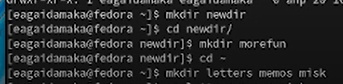 [eagaidamaka@fedora ~]$ mkdir newdir
[eagaidamaka@fedora ~]$ cd newdir/
[eagaidamaka@fedora newdir]$ mkdir morefun
[eagaidamaka@fedora newdir]$ cd ~
[eagaidamaka@fedora ~]$ mkdir letters memos misk